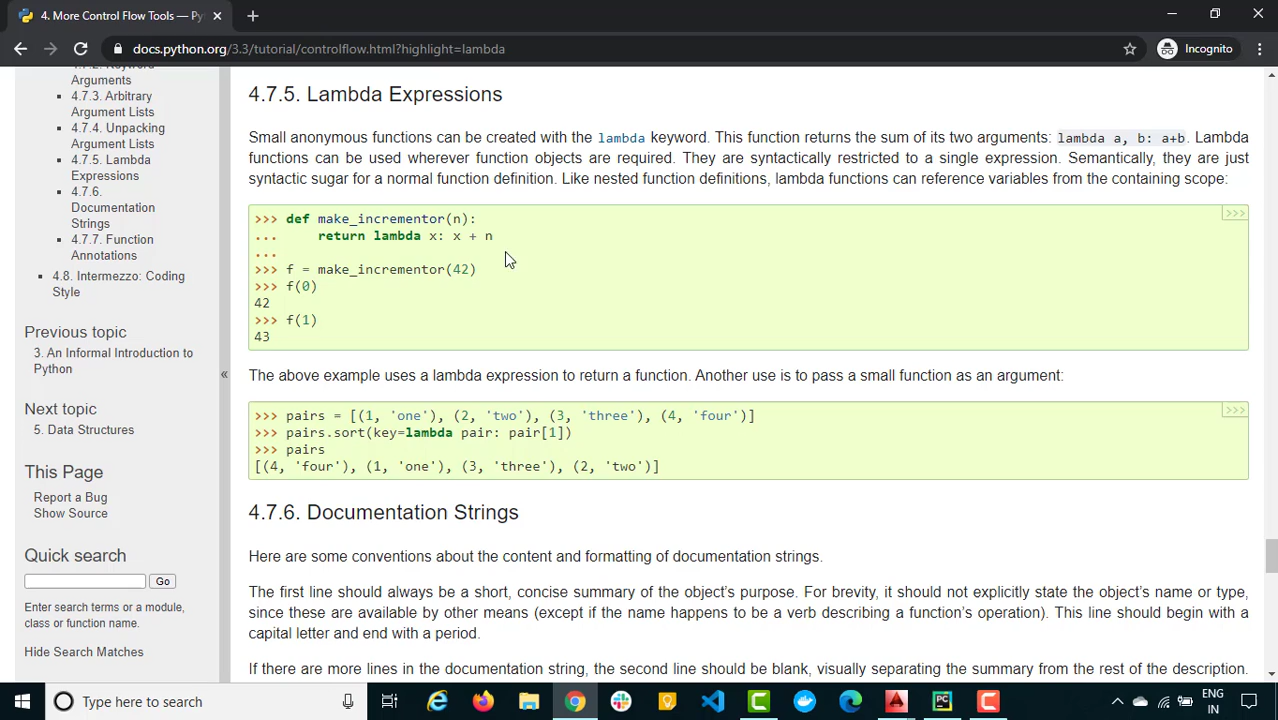 4. More Control Flow Tools — Py
docs.python.org/3.3/tutorial/controlflow.html?highlight=lambda
Incognito
4.7.2. Keyword
Arguments
4.7.3. Arbitrary
Argument Lists
4.7.4. Unpacking
Argument Lists
4.7.5. Lambda
Expressions
4.7.6.
Documentation
Strings
4.7.7. Function
Annotations
4.8. Intermezzo: Coding
Style
Previous topic
3. An Informal Introduction to
Python
Next topic
5. Data Structures
This Page
Report a Bug
Show Source
Quick search
Go
Enter search terms or a module,
class or function name.
Hide Search Matches
«
4.7.5. Lambda Expressions
Small anonymous functions can be created with the lambda keyword. This function returns the sum of its two arguments: lambda a, b: a+b. Lambda
functions can be used wherever function objects are required. They are syntactically restricted to a single expression. Semantically, they are just
syntactic sugar for a normal function definition. Like nested function definitions, lambda functions can reference variables from the containing scope:
>>>
>>> def make_incrementor(n):
...     return lambda x: x + n
...
>>> f = make_incrementor(42)
>>> f(0)
42
>>> f(1)
43
The above example uses a lambda expression to return a function. Another use is to pass a small function as an argument:
>>>
>>> pairs = [(1, 'one'), (2, 'two'), (3, 'three'), (4, 'four')]
>>> pairs.sort(key=lambda pair: pair[1])
>>> pairs
[(4, 'four'), (1, 'one'), (3, 'three'), (2, 'two')]
4.7.6. Documentation Strings
Here are some conventions about the content and formatting of documentation strings.
The first line should always be a short, concise summary of the object's purpose. For brevity, it should not explicitly state the object's name or type,
since these are available by other means (except if the name happens to be a verb describing a function's operation). This line should begin with a
capital letter and end with a period.
If there are more lines in the documentation string, the second line should be blank, visually separating the summary from the rest of the description.
Type here to search
PC
ENG
IN